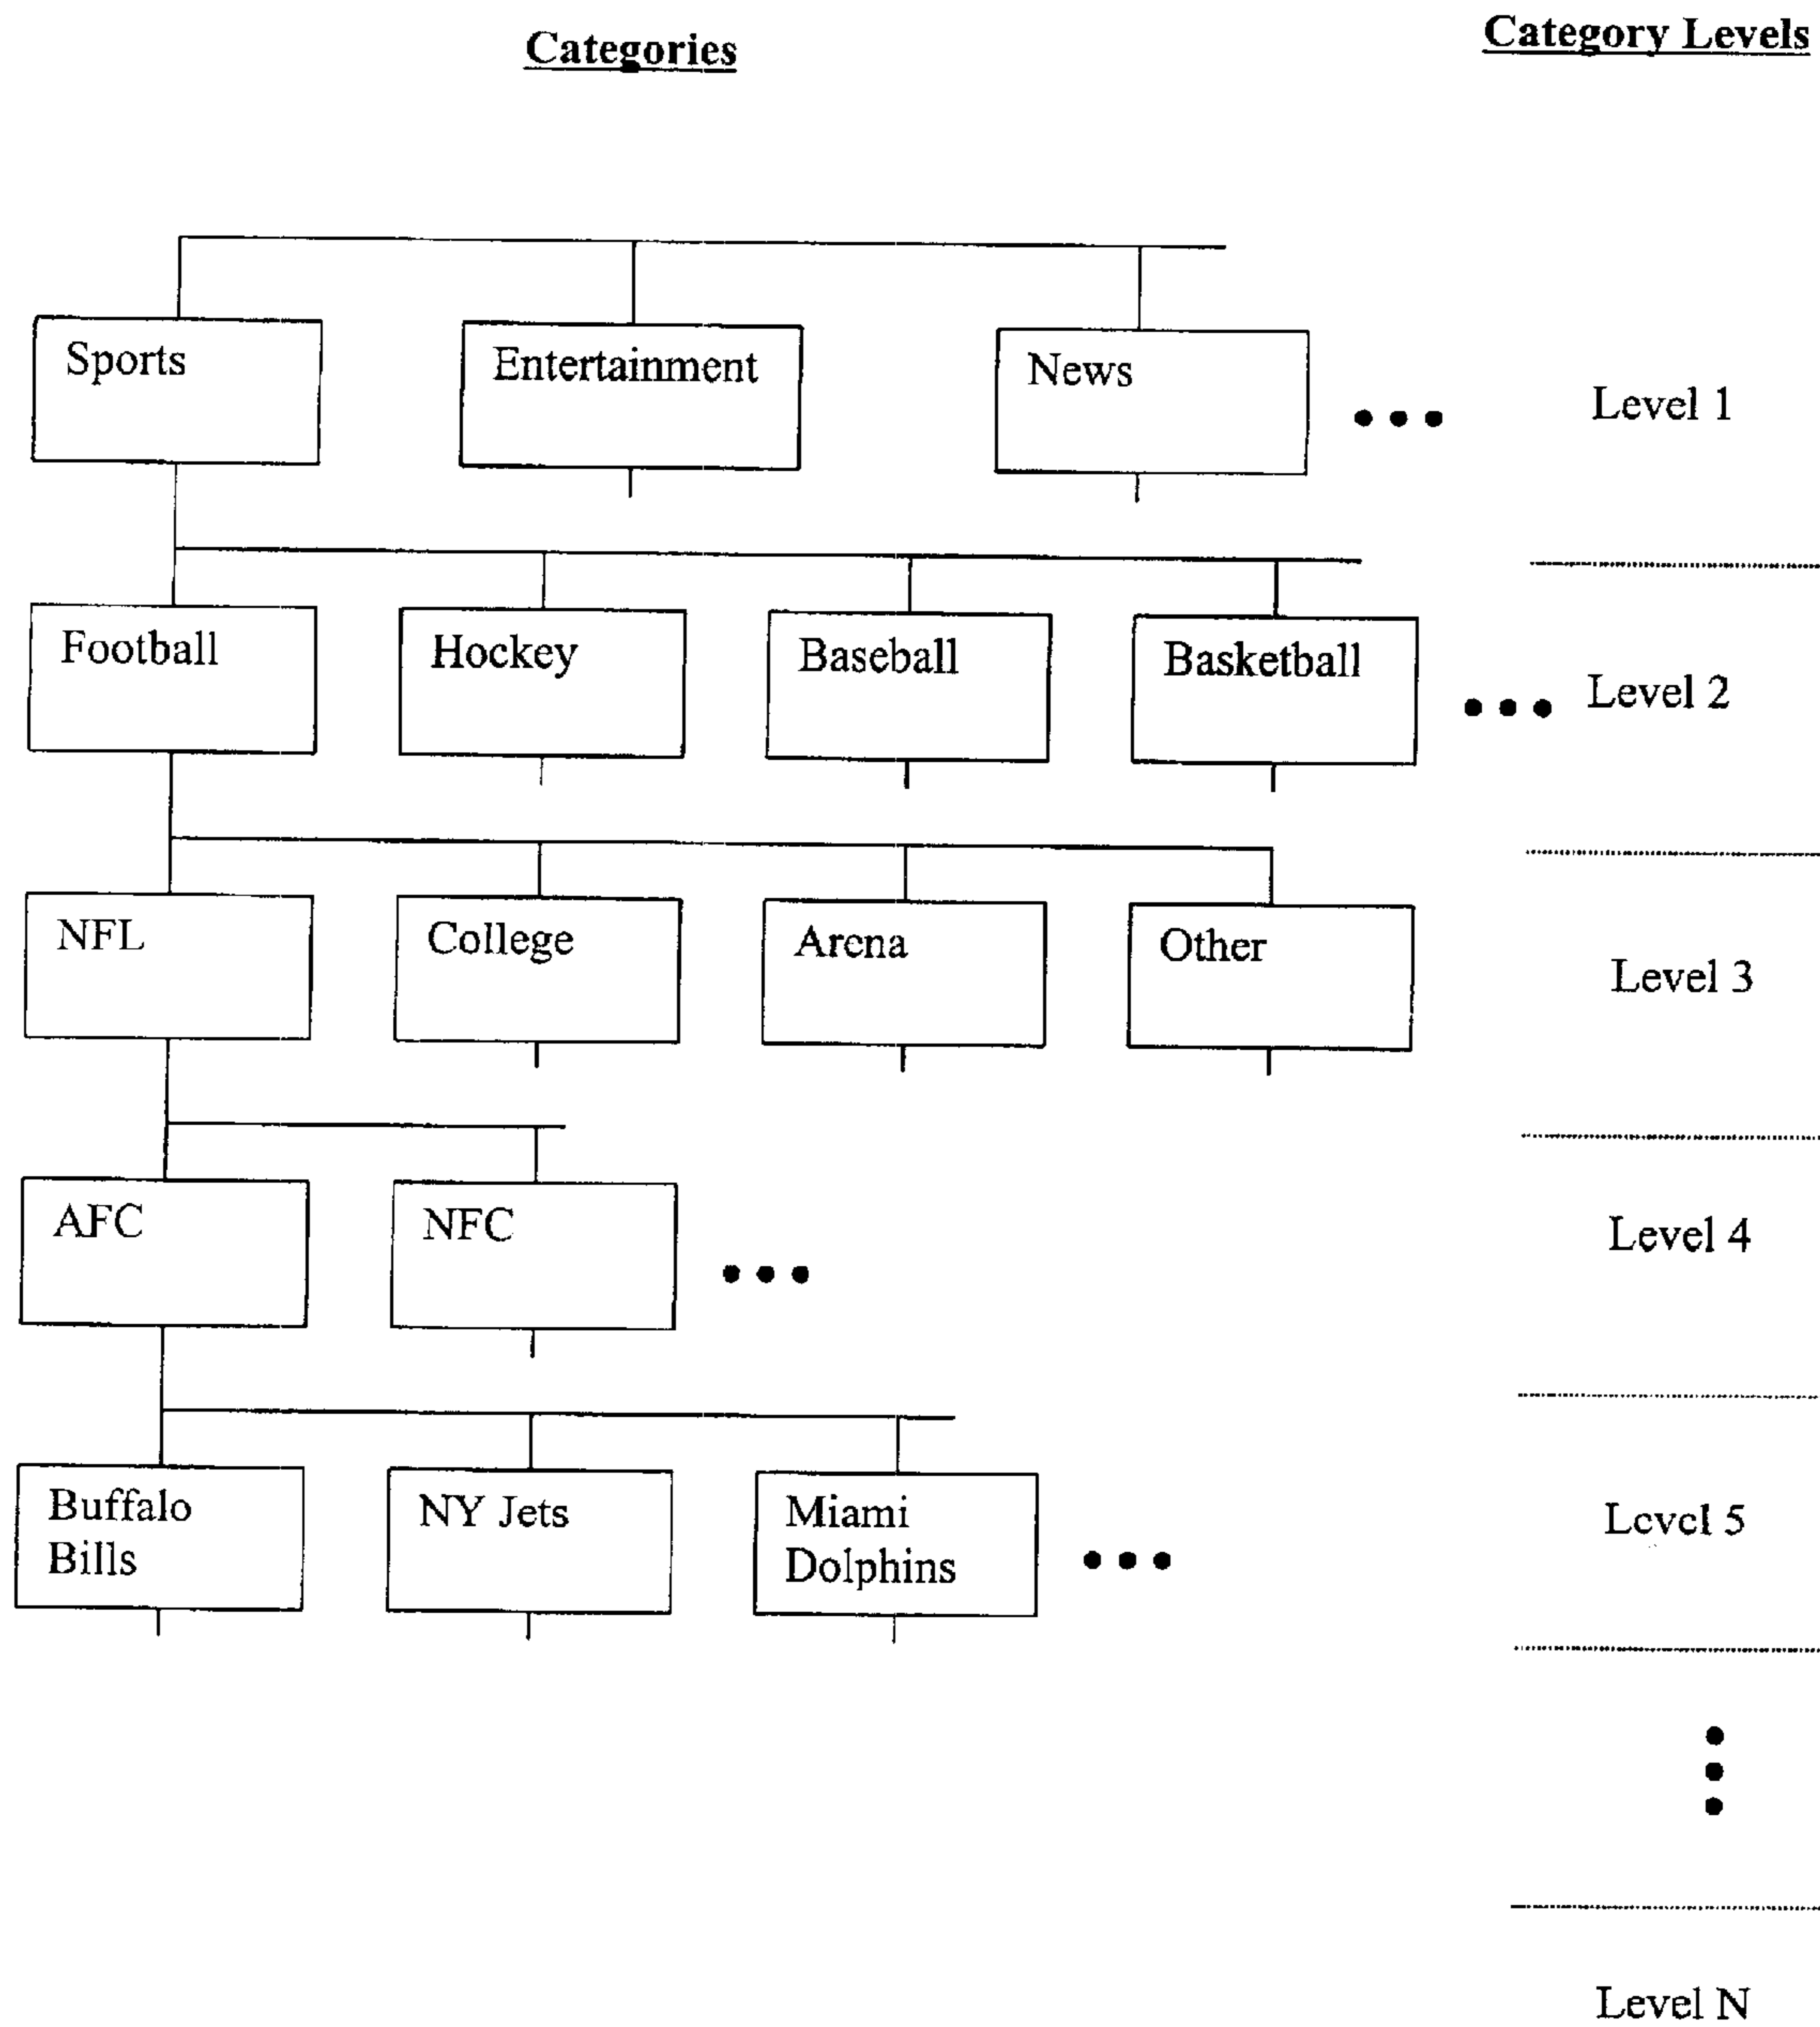 Categories
Category Levels
Sports
Entertainment
News
Level 1
Football
Hockey
Baseball
Basketball
Level 2
NFL
College
Arena
Other
Level 3
AFC
NFC
Level 4
Buffalo
Bills
NY Jets
Miami
Dolphins
Level 5
Level N